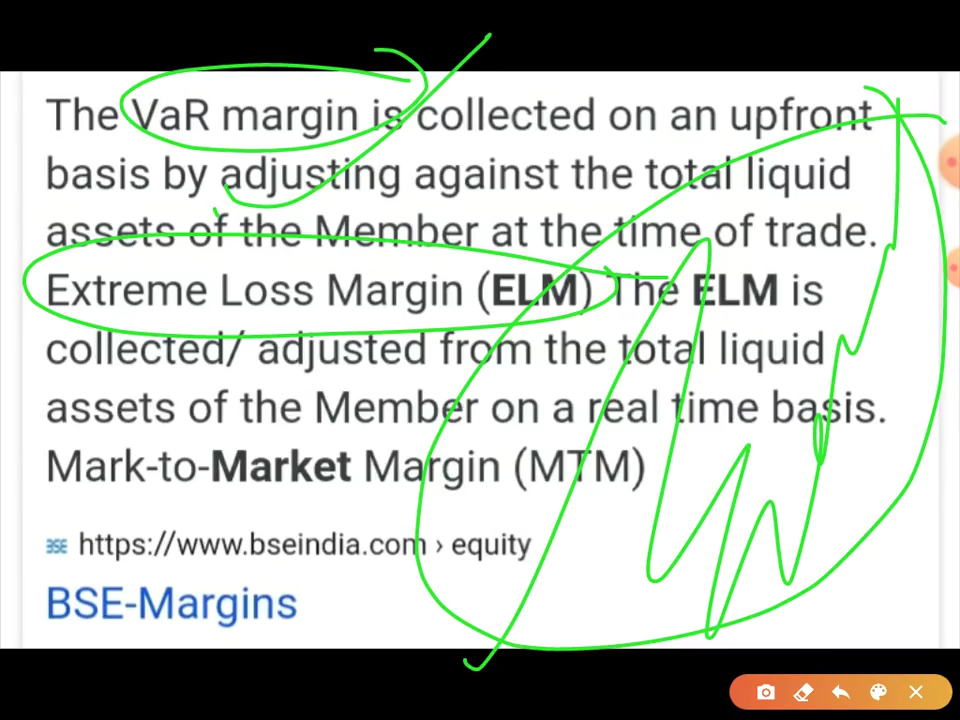 The VaR margin is collected on an upfront
basis by adjusting against the total liquid
assets of the Member at the time of trade.
Extreme Loss Margin (ELM) The ELM is
collected/ adjusted from the total liquid
assets of the Member on a real time basis.
Mark-to-Market Margin (MTM)
BSE https://www.bseindia.com › equity
BSE-Margins